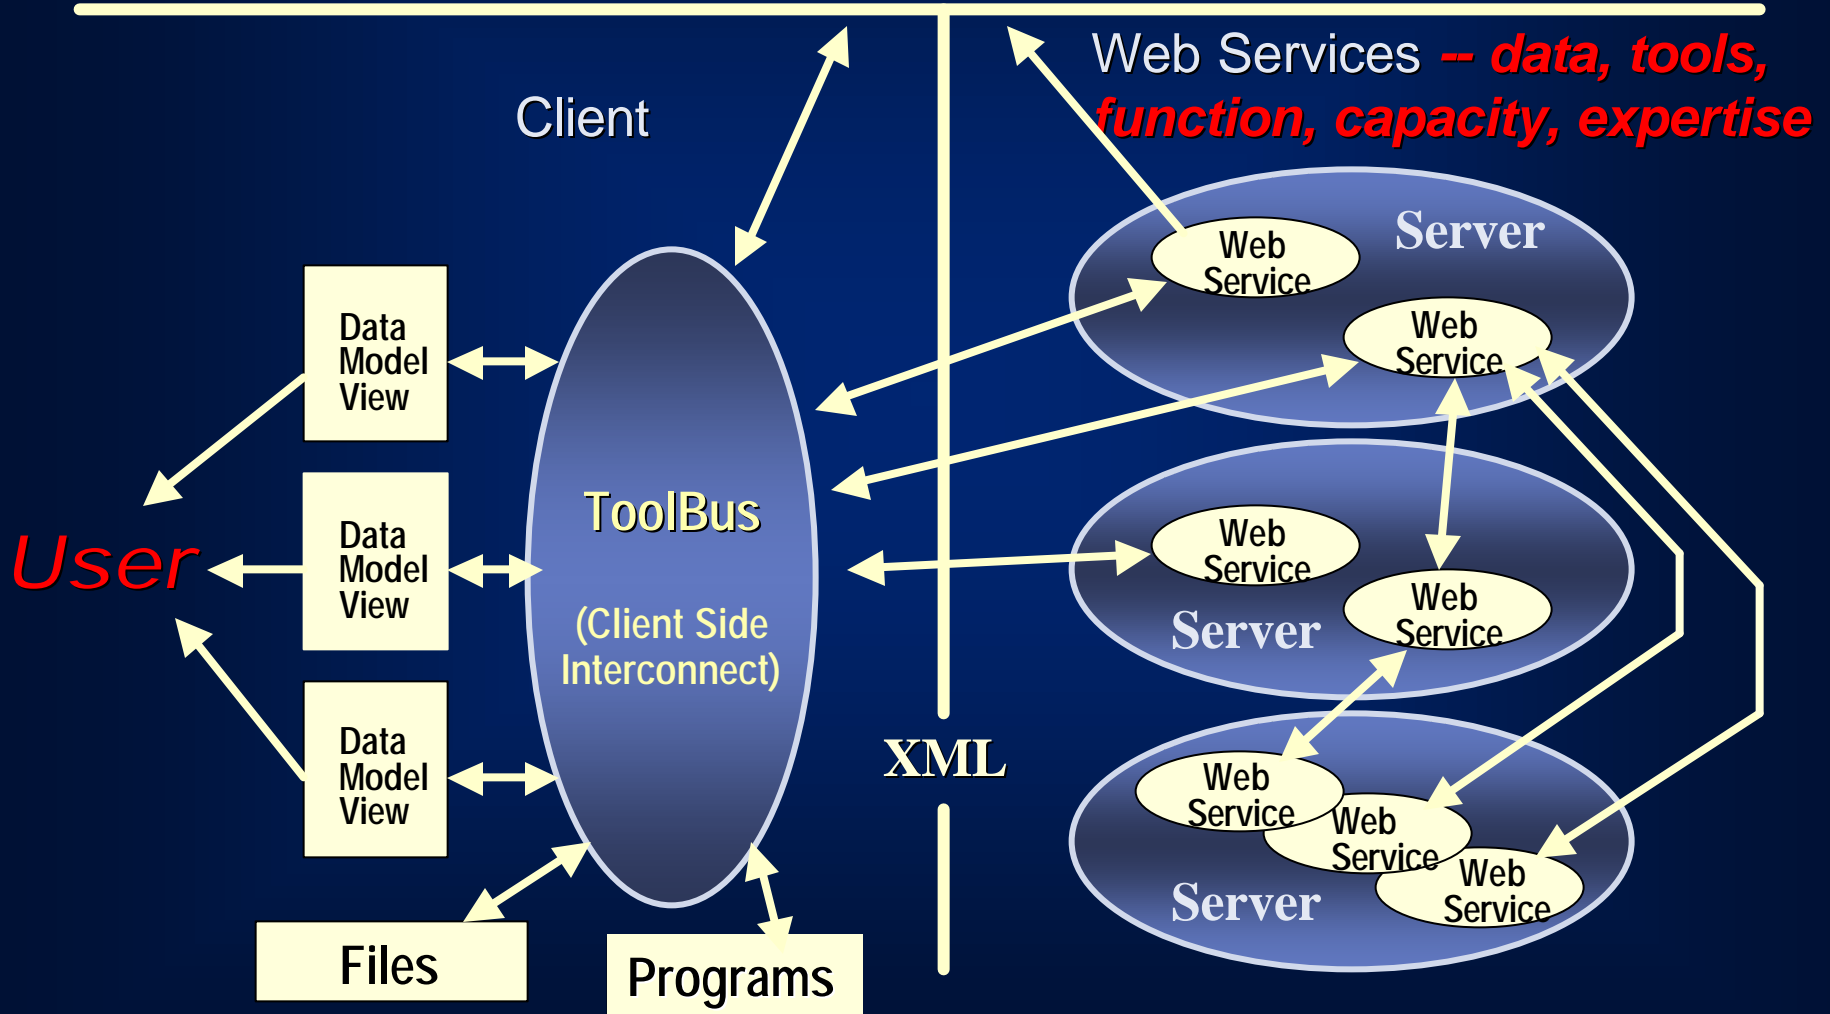 Web Services -- data, tools,
function, capacity, expertise
Client
Server
Web
Service
Web
Service
Data
Model
View
ToolBus
(Client Side
Interconnect)
User
Data
Model
View
Web
Service
Web
Service
Server
Data
Model
View
XML
Web
Service
Web
Service
Web
Service
Server
Files
Programs